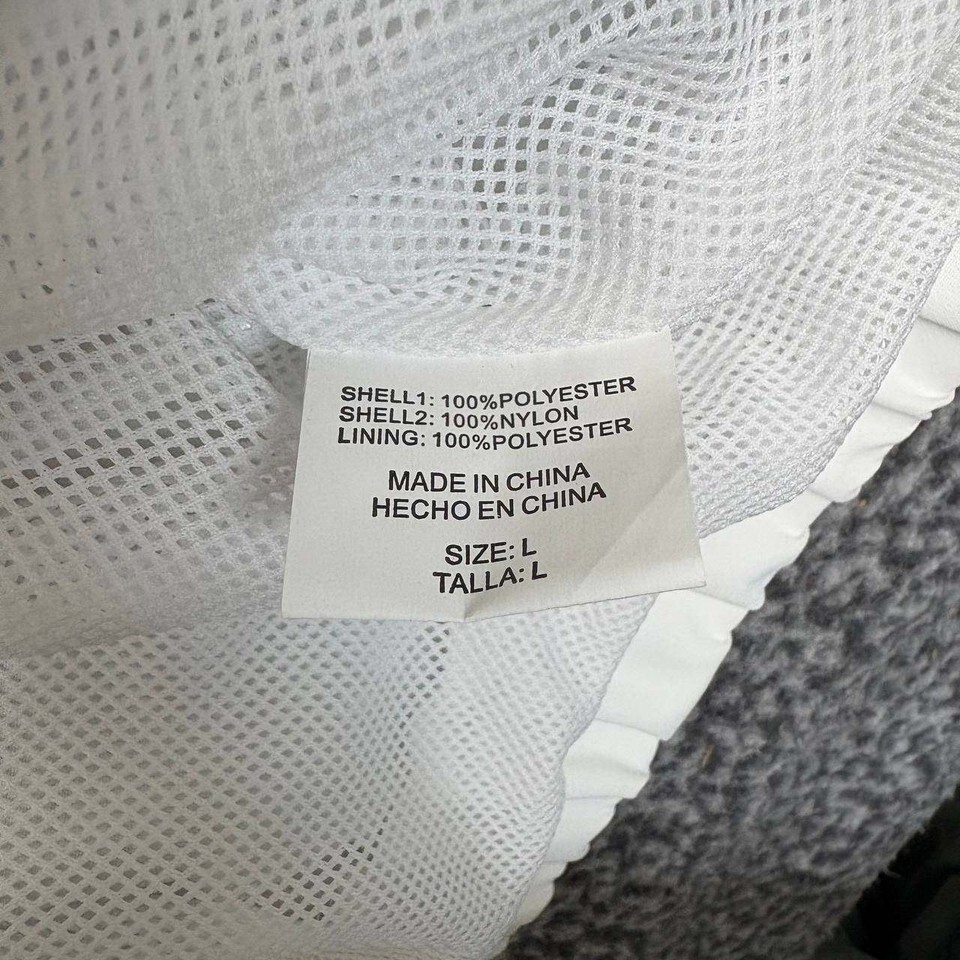 SHELL1: 100%POLYESTER
SHELL2: 100%NYLON
LINING: 100%POLYESTER
MADE IN CHINA
HECHO EN CHINA
SIZE: L
TALLA: L